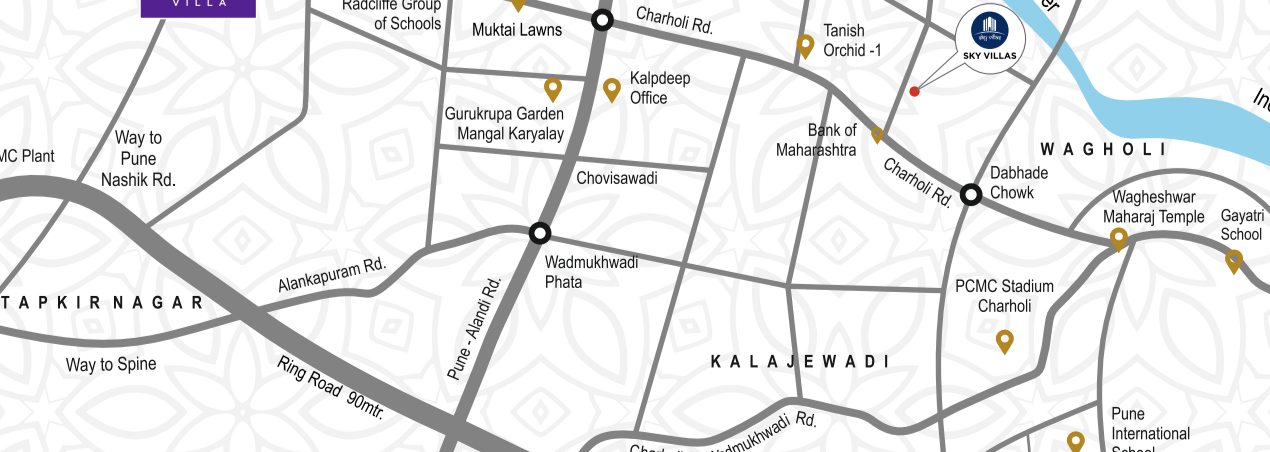 VILLA
Radcliffe Group
of Schools
Muktai Lawns
Charholi Rd.
Tanish
Orchid -1
sky villas
SKY VILLAS
Kalpdeep
Office
Gurukrupa Garden
Mangal Karyalay
Bank of
Maharashtra
Charholi Rd.
WAGHOLI
Way to
Pune
Nashik Rd.
Plant
Chovisawadi
Dabhade
Chowk
Wagheshwar
Maharaj Temple
Gayatri
School
Wadmukhwadi
Phata
Alankapuram Rd.
TAPKIR NAGAR
Pune - Alandi Rd.
PCMC Stadium
Charholi
Way to Spine
KALAJEWADI
Ring Road 90mtr.
Rd.
Pune
International
School